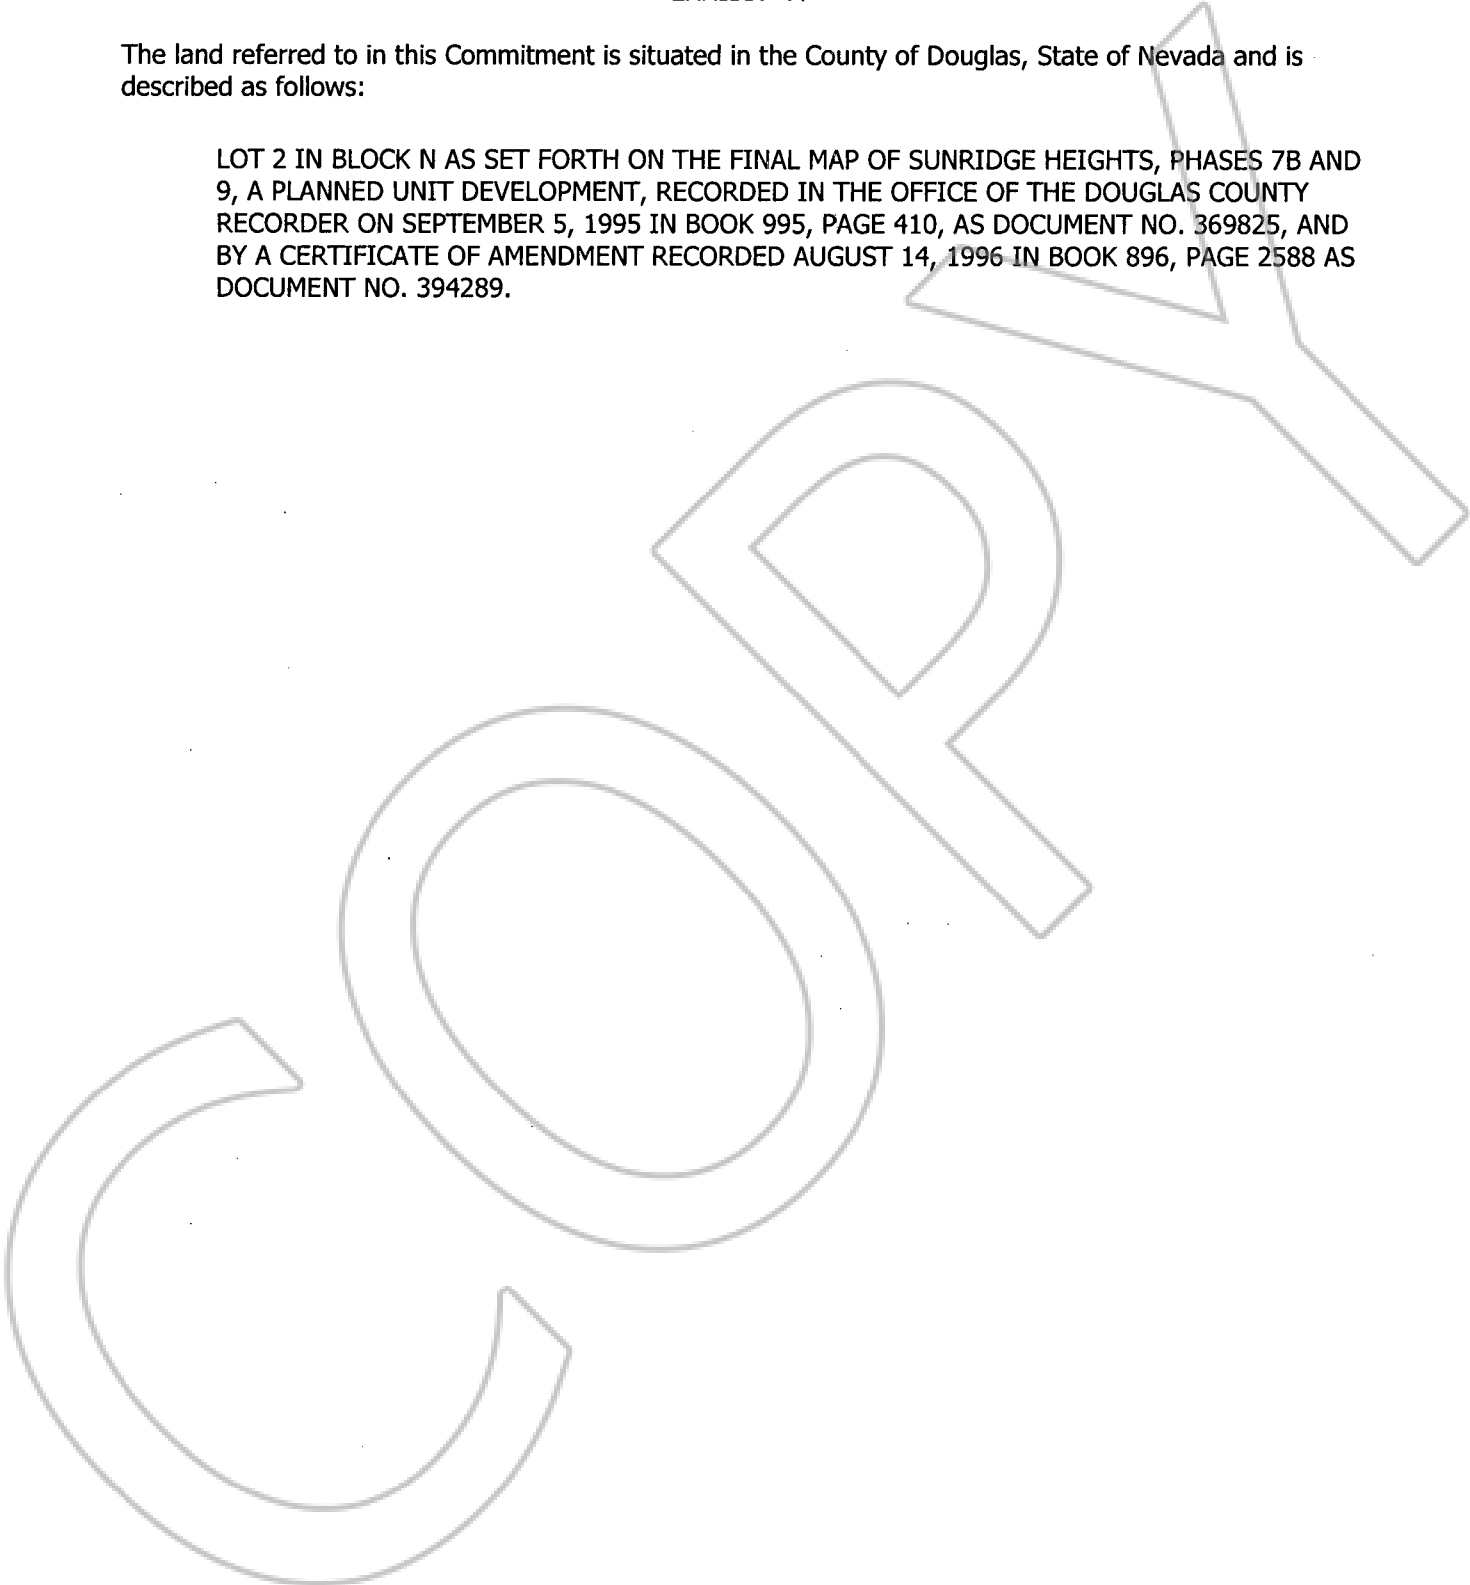 The land referred to in this Commitment is situated in the County of Douglas, State of Nevada and is
described as follows:
LOT 2 IN BLOCK N AS SET FORTH ON THE FINAL MAP OF SUNRIDGE HEIGHTS, PHASES 7B AND
9, A PLANNED UNIT DEVELOPMENT, RECORDED IN THE OFFICE OF THE DOUGLAS COUNTY
RECORDER ON SEPTEMBER 5, 1995 IN BOOK 995, PAGE 410, AS DOCUMENT NO. 369825, AND
BY A CERTIFICATE OF AMENDMENT RECORDED AUGUST 14, 1996 IN BOOK 896, PAGE 2588 AS
DOCUMENT NO. 394289.
COPY